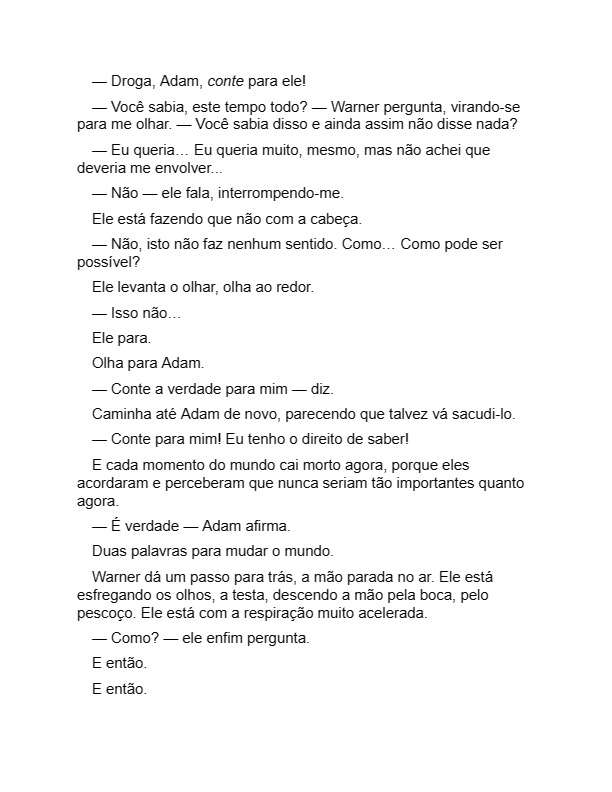 — Droga, Adam, conte para ele!
— Você sabia, este tempo todo? — Warner pergunta, virando-se
para me olhar. — Você sabia disso e ainda assim não disse nada?
— Eu queria… Eu queria muito, mesmo, mas não achei que
deveria me envolver...
— Não — ele fala, interrompendo-me.
Ele está fazendo que não com a cabeça.
— Não, isto não faz nenhum sentido. Como… Como pode ser
possível?
Ele levanta o olhar, olha ao redor.
— Isso não…
Ele para.
Olha para Adam.
— Conte a verdade para mim — diz.
Caminha até Adam de novo, parecendo que talvez vá sacudi-lo.
— Conte para mim! Eu tenho o direito de saber!
E cada momento do mundo cai morto agora, porque eles
acordaram e perceberam que nunca seriam tão importantes quanto
agora.
— É verdade — Adam afirma.
Duas palavras para mudar o mundo.
Warner dá um passo para trás, a mão parada no ar. Ele está
esfregando os olhos, a testa, descendo a mão pela boca, pelo
pescoço. Ele está com a respiração muito acelerada.
— Como? — ele enfim pergunta.
E então.
E então.